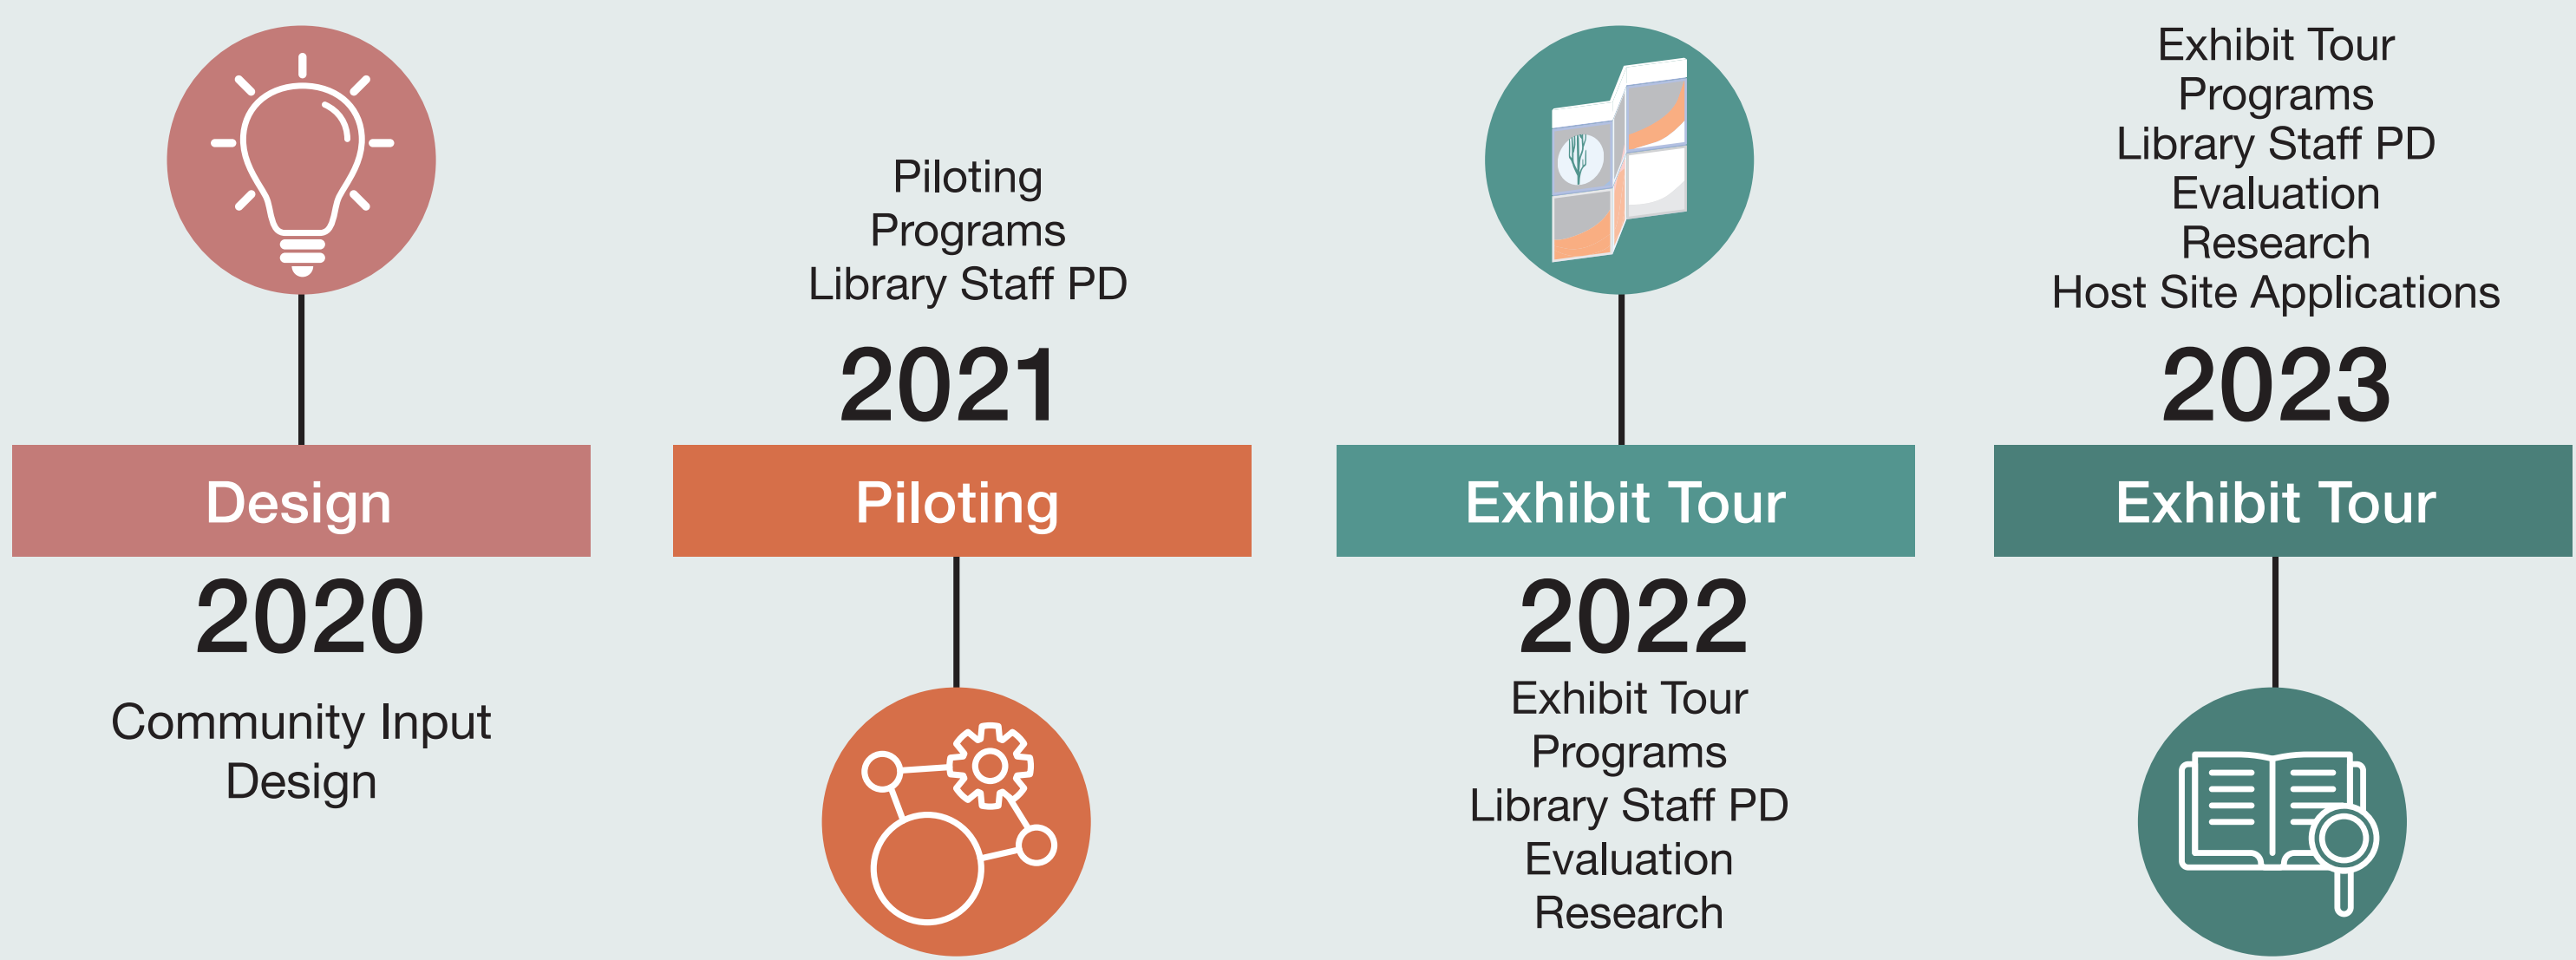 Design
2020
Community Input
Design
Piloting
Programs
Library Staff PD
2021
Piloting
Exhibit Tour
2022
Exhibit Tour
Programs
Library Staff PD
Evaluation
Research
Exhibit Tour
Programs
Library Staff PD
Evaluation
Research
Host Site Applications
2023
Exhibit Tour